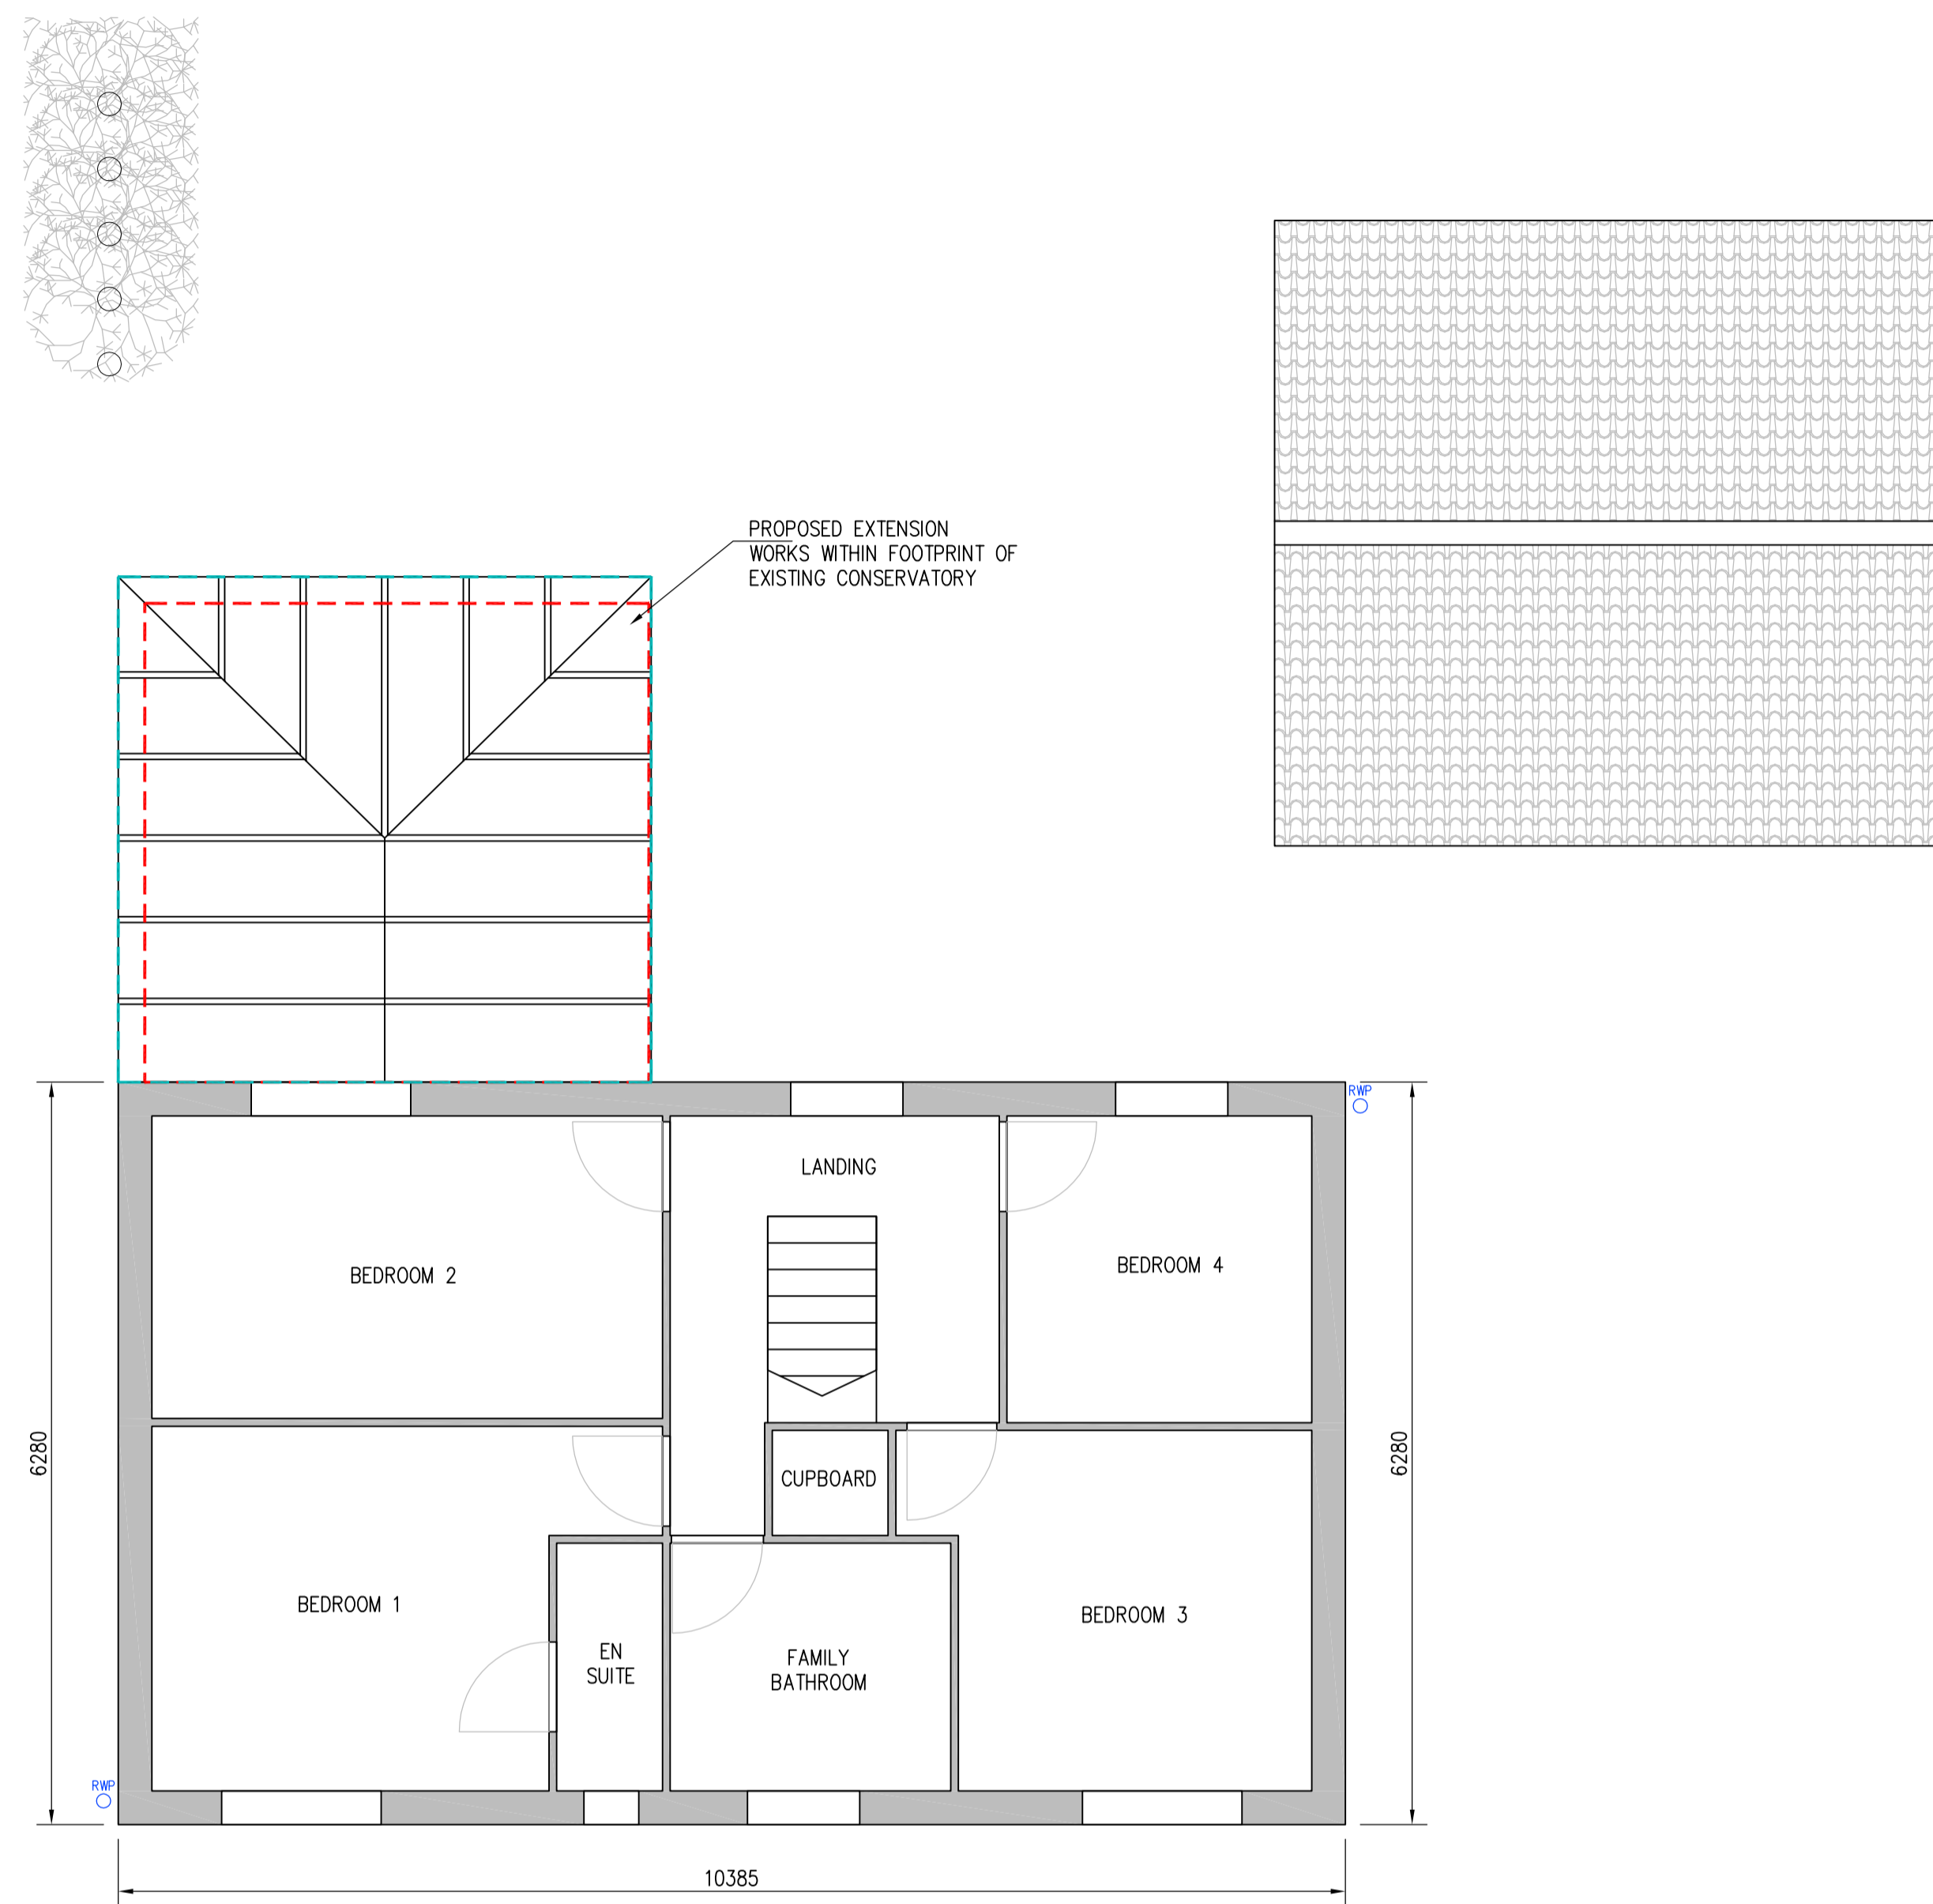 PROPOSED EXTENSION
WORKS WITHIN FOOTPRINT OF
EXISTING CONSERVATORY
RWP
LANDING
BEDROOM 2
BEDROOM 4
6280
6280
CUPBOARD
BEDROOM 1
BEDROOM 3
EN
SUITE
FAMILY
BATHROOM
RWP
10385